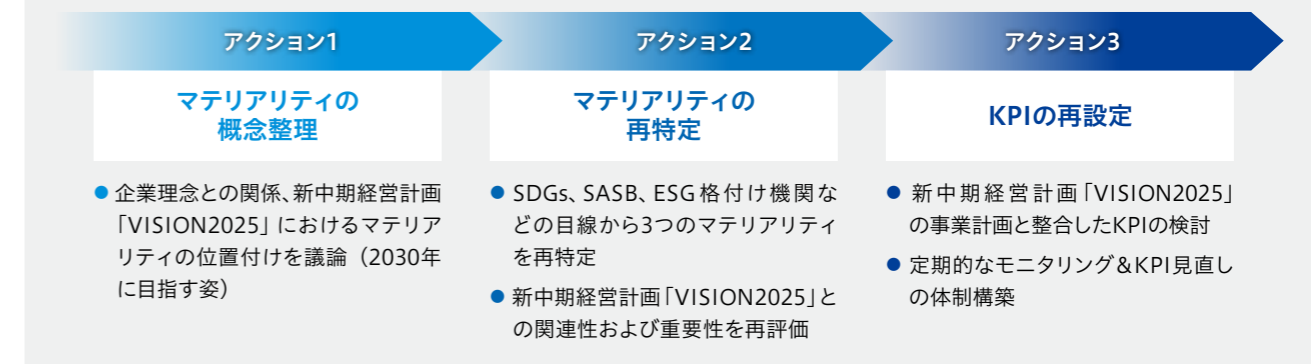 アクション1
マテリアリティの
概念整理
● 企業理念との関係、新中期経営計画
「VISION2025」におけるマテリア
リティの位置付けを議論（2030年
に目指す姿）
アクション2
マテリアリティの
再特定
● SDGs、SASB、ESG格付け機関な
どの目線から3つのマテリアリティ
を再特定
● 新中期経営計画「VISION2025」と
の関連性および重要性を再評価
アクション3
KPIの再設定
● 新中期経営計画「VISION2025」
の事業計画と整合したKPIの検討
● 定期的なモニタリング&KPI見直し
の体制構築